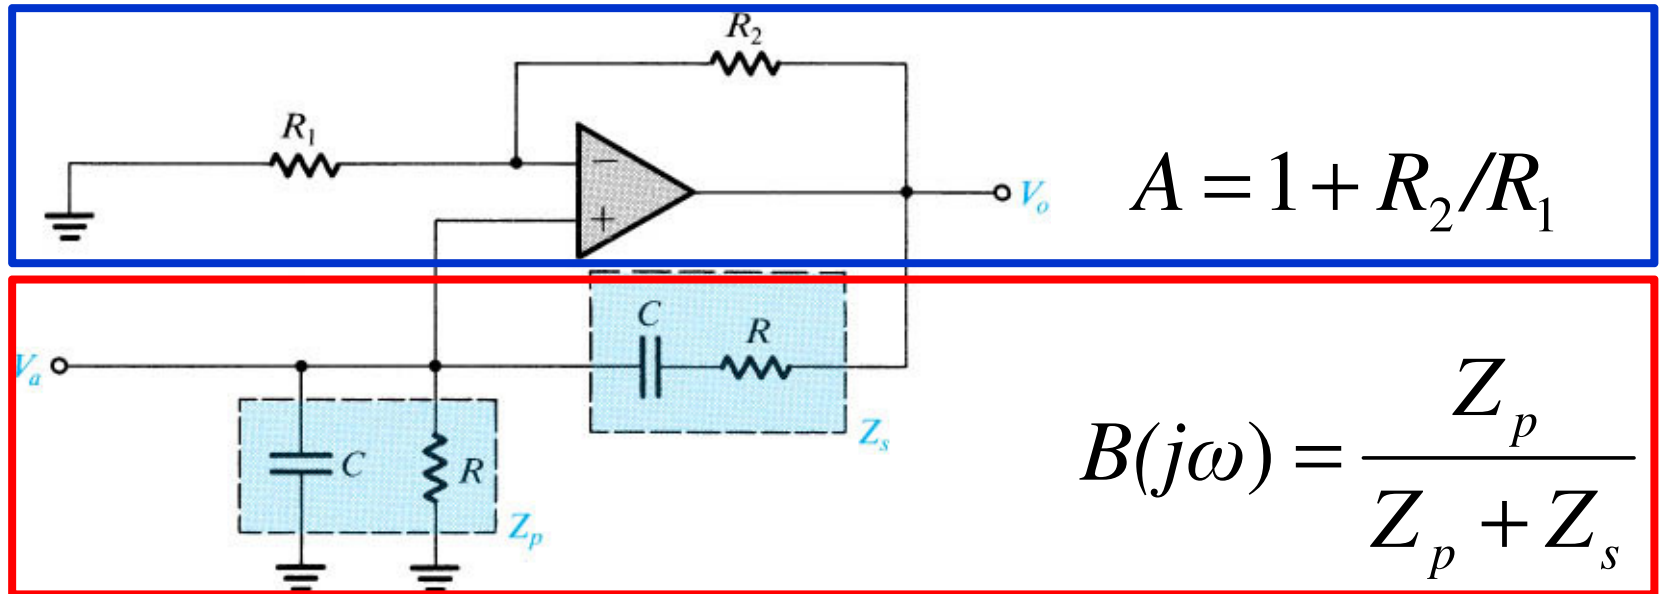 R₂
R₁
−
+
Vₒ
A = 1 + R₂/R₁
C
R
Vₐ
Zₛ
C
R
Zₚ
B(jω) = Zₚ / (Zₚ + Zₛ)